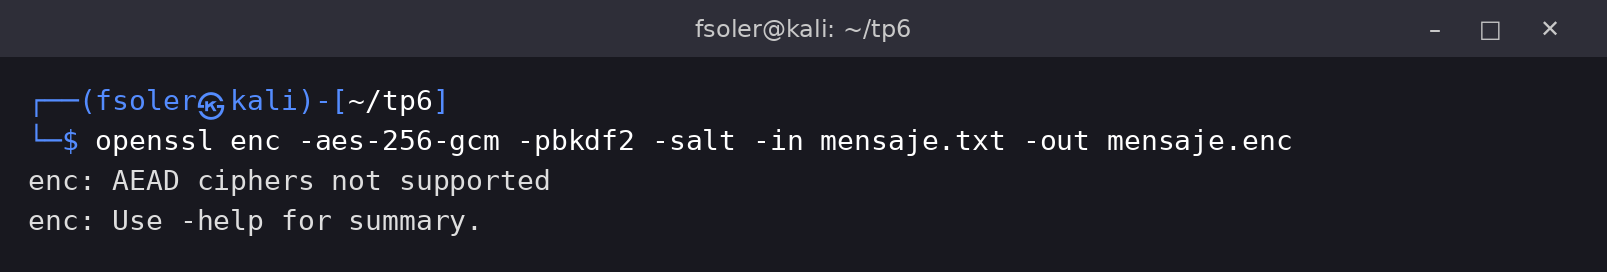 fsoler@kali: ~/tp6
┌──(fsoler㉿kali)-[~/tp6]
└─$ openssl enc -aes-256-gcm -pbkdf2 -salt -in mensaje.txt -out mensaje.enc
enc: AEAD ciphers not supported
enc: Use -help for summary.